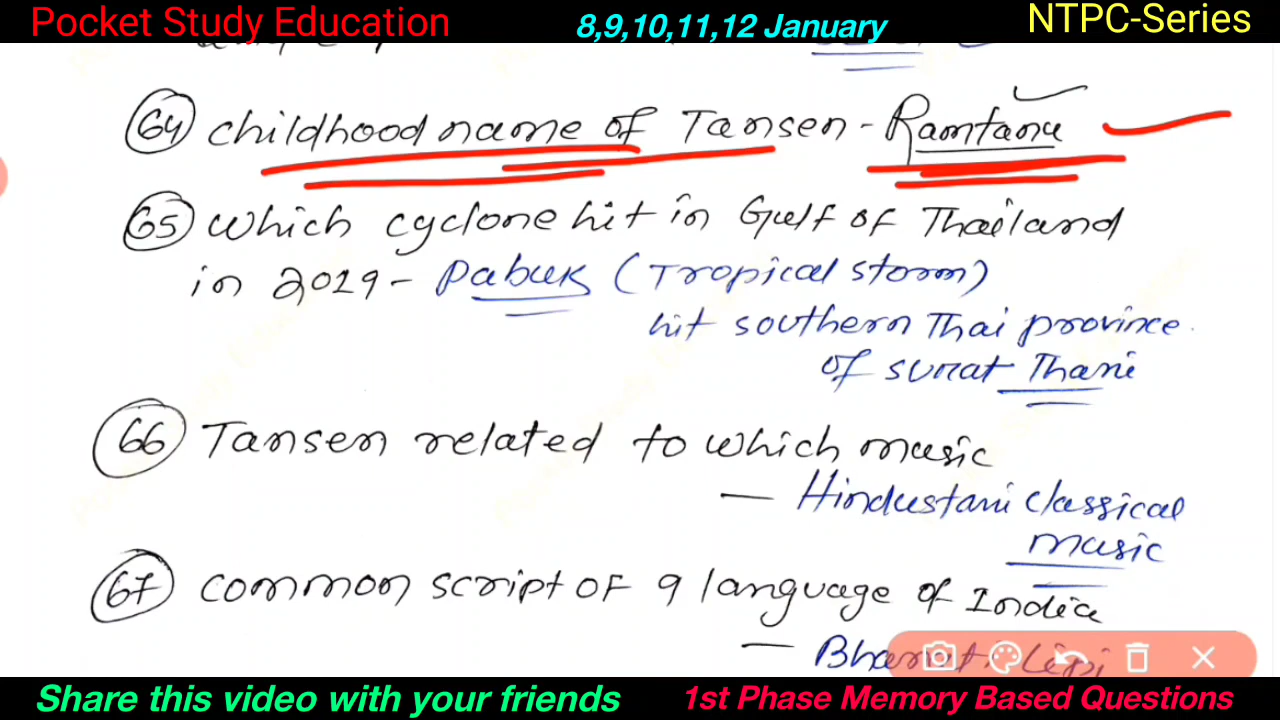 Pocket Study Education
8,9,10,11,12 January
NTPC-Series
64 childhood name of Tansen - Ramtanu
65 which cyclone hit in Gulf of Thailand
in 2019 - Pabuk (Tropical storm)
hit southern Thai province
of surat Thani
66 Tansen related to which music
- Hindustani classical
music
67 common script of 9 language of India
- Bharati Lipi
Share this video with your friends
1st Phase Memory Based Questions